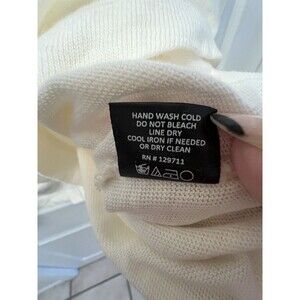 HAND WASH COLD
DO NOT BLEACH
LINE DRY
COOL IRON IF NEEDED
OR DRY CLEAN
RN # 129711